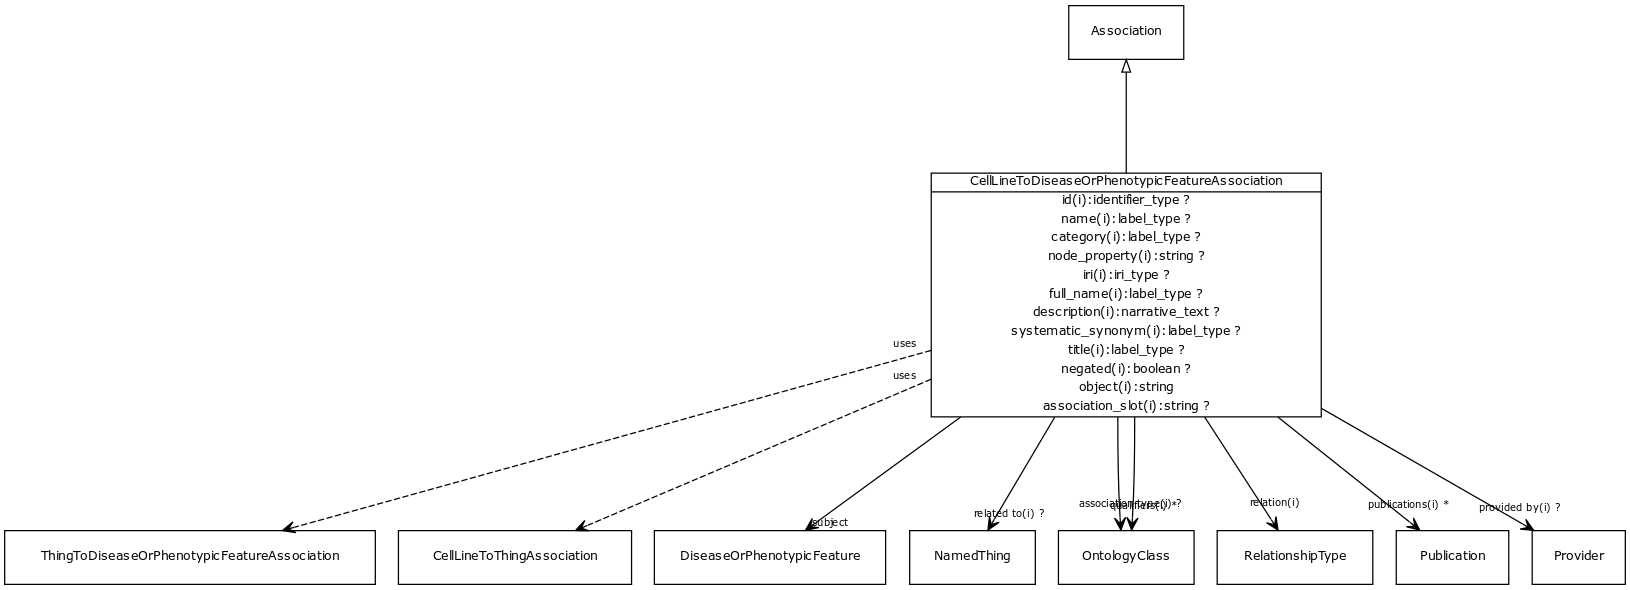 Association
CellLineToDiseaseOrPhenotypicFeatureAssociation
id(i):identifier_type ?
name(i):label_type ?
category(i):label_type ?
node_property(i):string ?
iri(i):iri_type ?
full_name(i):label_type ?
description(i):narrative_text ?
systematic_synonym(i):label_type ?
title(i):label_type ?
negated(i):boolean ?
object(i):string
association_slot(i):string ?
uses
uses
subject
related to(i) ?
association type(i) ?
qualifiers(i) *
relation(i)
publications(i) *
provided by(i) ?
ThingToDiseaseOrPhenotypicFeatureAssociation
CellLineToThingAssociation
DiseaseOrPhenotypicFeature
NamedThing
OntologyClass
RelationshipType
Publication
Provider